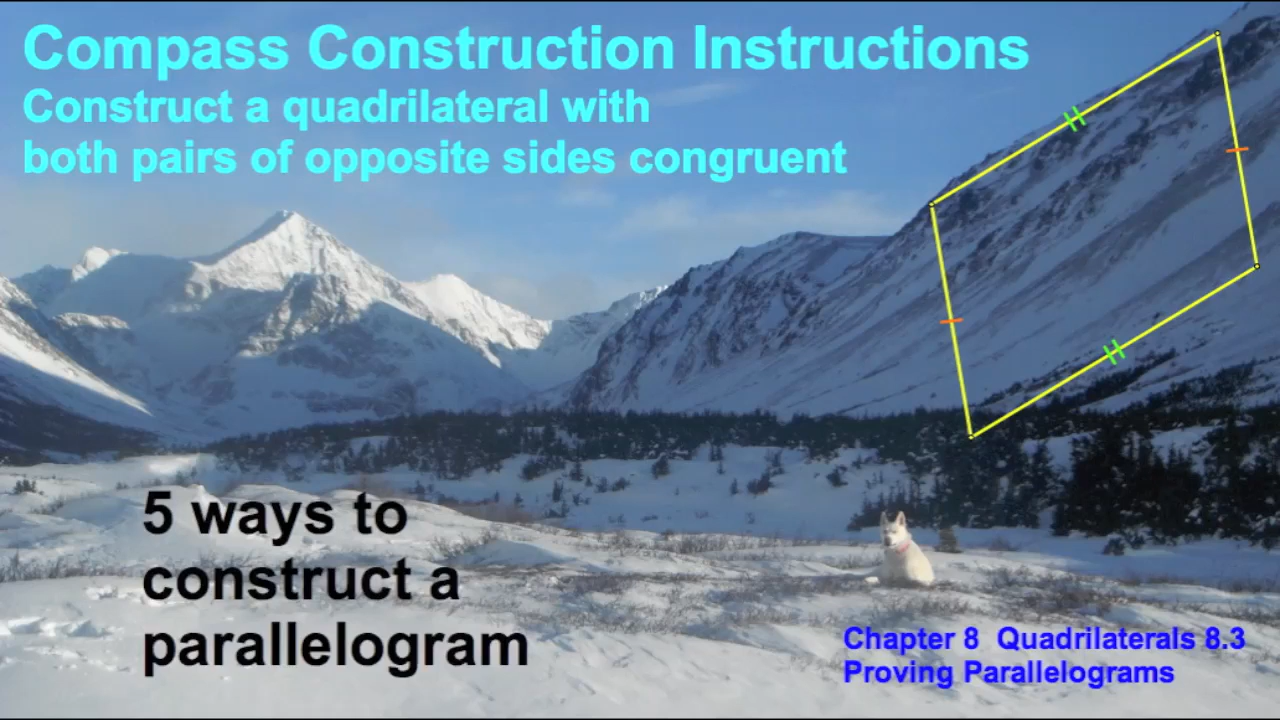 Compass Construction Instructions
Construct a quadrilateral with
both pairs of opposite sides congruent
5 ways to
construct a
parallelogram
Chapter 8  Quadrilaterals 8.3
Proving Parallelograms